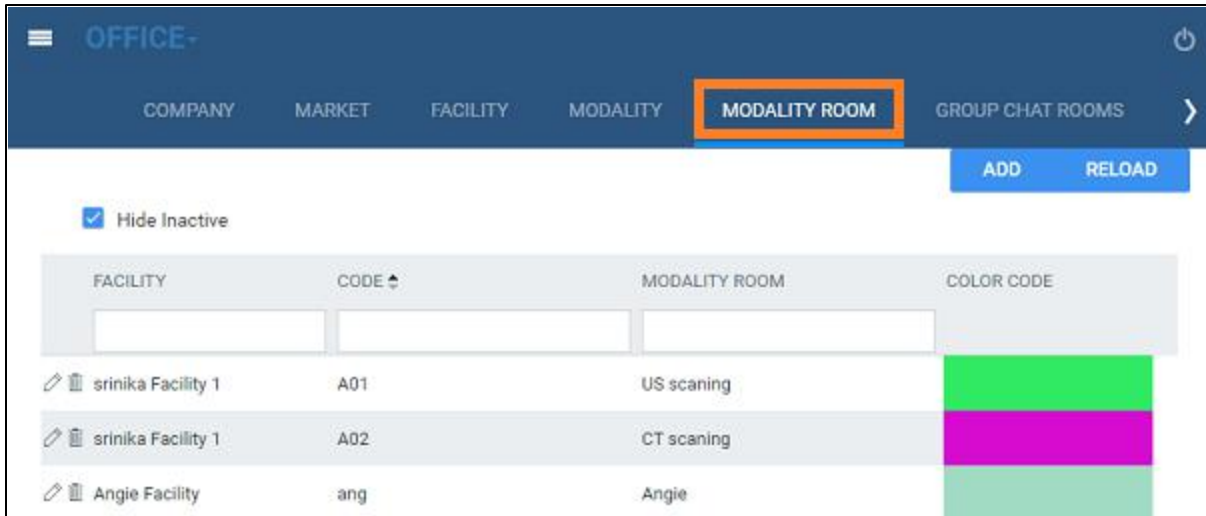 OFFICE
COMPANY MARKET FACILITY MODALITY MODALITY ROOM GROUP CHAT ROOMS
ADD RELOAD
Hide Inactive
FACILITY CODE MODALITY ROOM COLOR CODE
srinika Facility 1 A01 US scaning
srinika Facility 1 A02 CT scaning
Angie Facility ang Angie